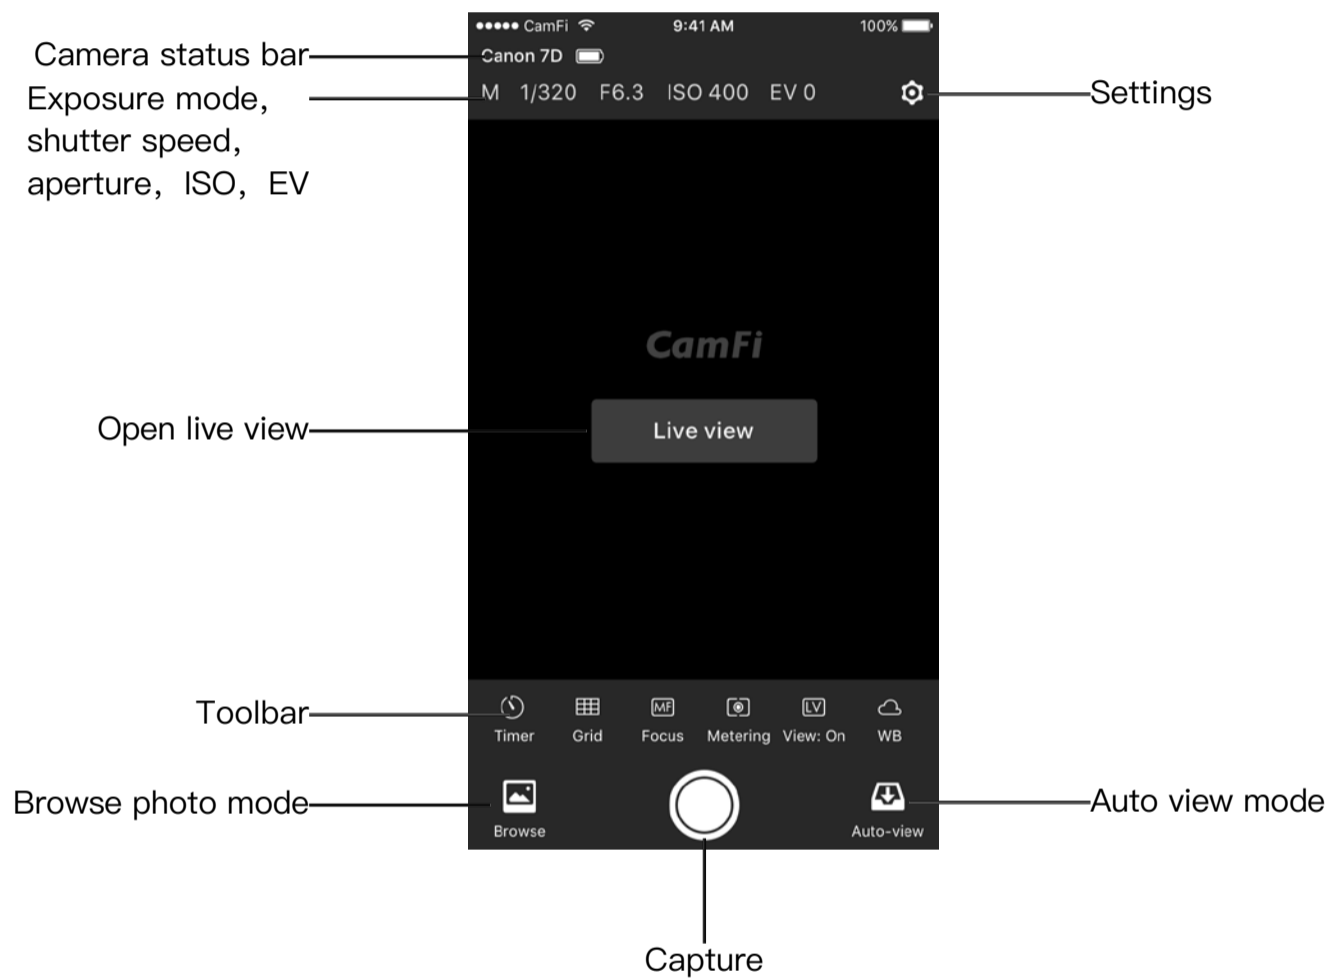 ●●●●● CamFi 9:41 AM 100%
Camera status bar
Canon 7D
Exposure mode,
shutter speed,
aperture, ISO, EV
M 1/320 F6.3 ISO 400 EV 0
Settings
CamFi
Open live view
Live view
Toolbar
MF LV
Timer Grid Focus Metering View: On WB
Browse photo mode
Auto view mode
Browse Auto-view
Capture